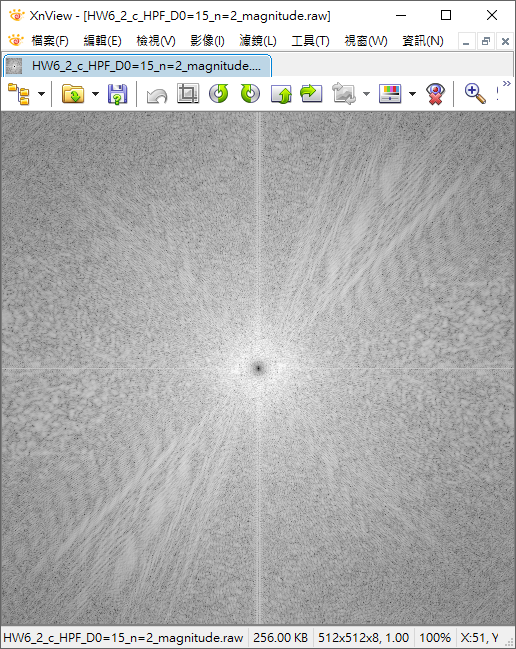 XnView - [HW6_2_c_HPF_D0=15_n=2_magnitude.raw]
檔案(F) 編輯(E) 檢視(V) 影像(I) 濾鏡(L) 工具(T) 視窗(W) 資訊(N)
HW6_2_c_HPF_D0=15_n=2_magnitude....
HW6_2_c_HPF_D0=15_n=2_magnitude.raw 256.00 KB 512x512x8, 1.00 100% X:51, Y